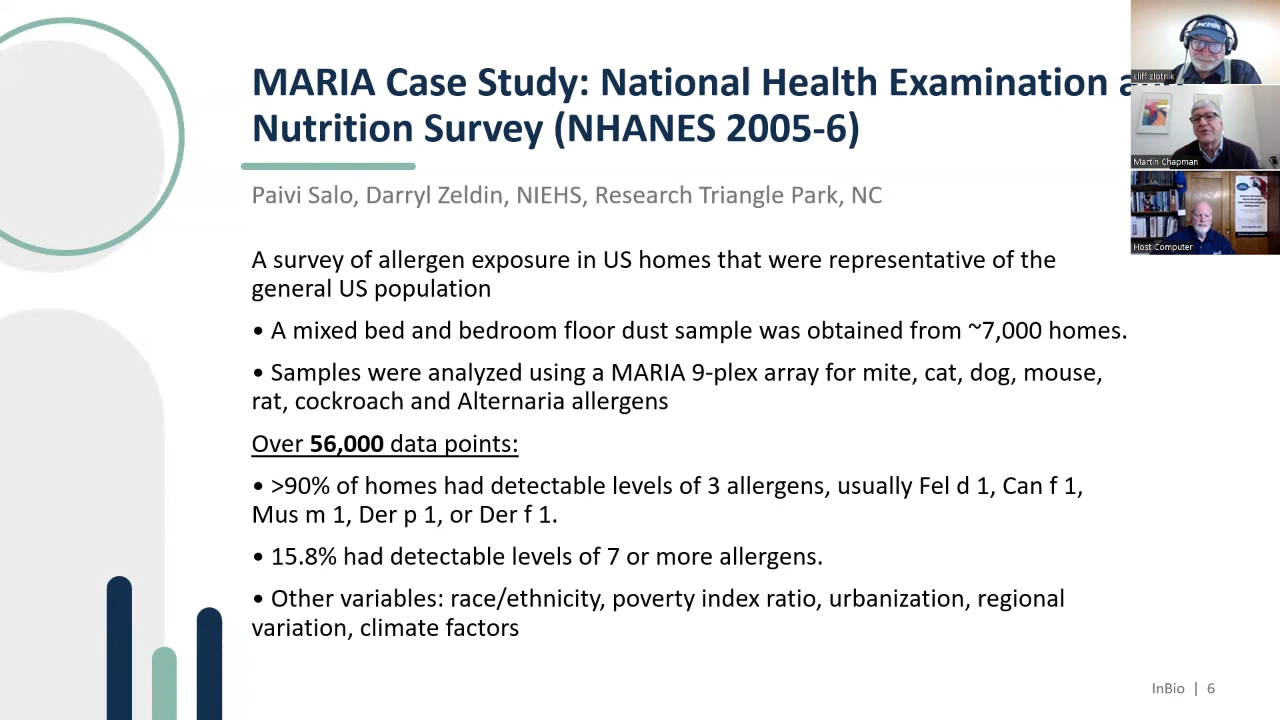 MARIA Case Study: National Health Examination
Nutrition Survey (NHANES 2005-6)
Paivi Salo, Darryl Zeldin, NIEHS, Research Triangle Park, NC
A survey of allergen exposure in US homes that were representative of the
general US population
• A mixed bed and bedroom floor dust sample was obtained from ~7,000 homes.
• Samples were analyzed using a MARIA 9-plex array for mite, cat, dog, mouse,
rat, cockroach and Alternaria allergens
Over 56,000 data points:
• >90% of homes had detectable levels of 3 allergens, usually Fel d 1, Can f 1,
Mus m 1, Der p 1, or Der f 1.
• 15.8% had detectable levels of 7 or more allergens.
• Other variables: race/ethnicity, poverty index ratio, urbanization, regional
variation, climate factors
InBio | 6
cliff zlotnik
Martin Chapman
Host Computer